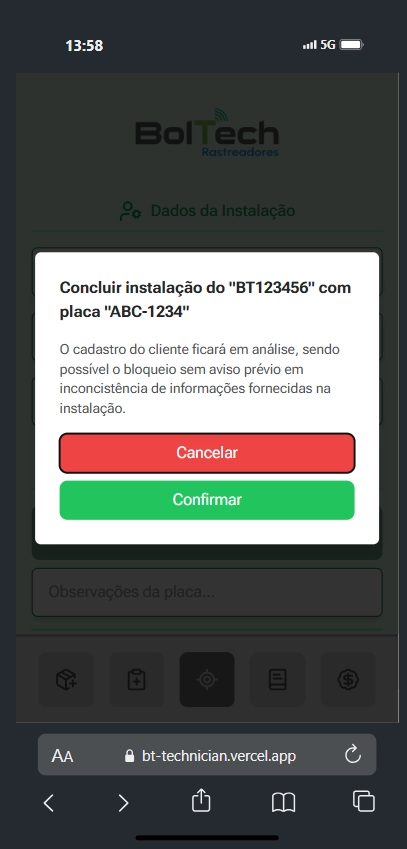 13:58
5G
BolTech
Rastreadores
Dados da Instalação
Concluir instalação do "BT123456" com
placa "ABC-1234"
O cadastro do cliente ficará em análise, sendo
possível o bloqueio sem aviso prévio em
inconcistência de informações fornecidas na
instalação.
Cancelar
Confirmar
Observações da placa...
AA
bt-technician.vercel.app